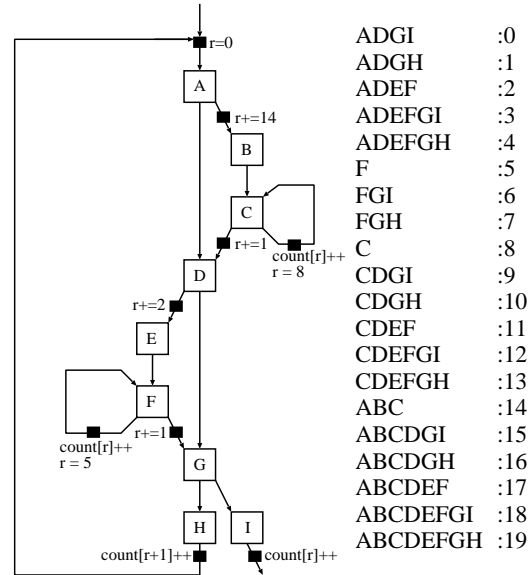 r=0
A
r+=14
B
C
r+=1
count[r]++
r = 8
D
r+=2
E
F
r+=1
count[r]++
r = 5
G
H
I
count[r+1]++
count[r]++
ADGI :0
ADGH :1
ADEF :2
ADEFGI :3
ADEFGH :4
F :5
FGI :6
FGH :7
C :8
CDGI :9
CDGH :10
CDEF :11
CDEFGI :12
CDEFGH :13
ABC :14
ABCDGI :15
ABCDGH :16
ABCDEF :17
ABCDEFGI :18
ABCDEFGH :19